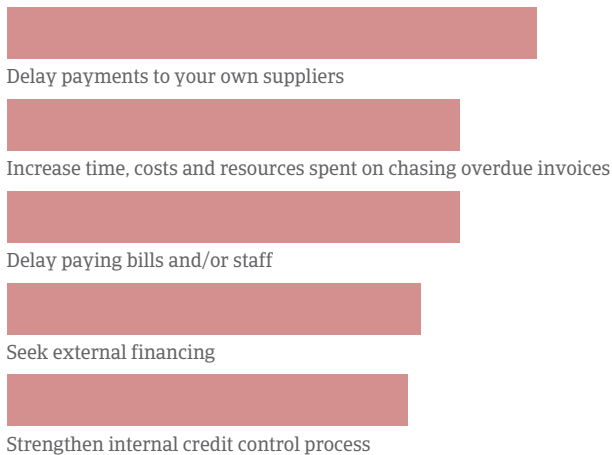 Delay payments to your own suppliers
Increase time, costs and resources spent on chasing overdue invoices
Delay paying bills and/or staff
Seek external financing
Strengthen internal credit control process